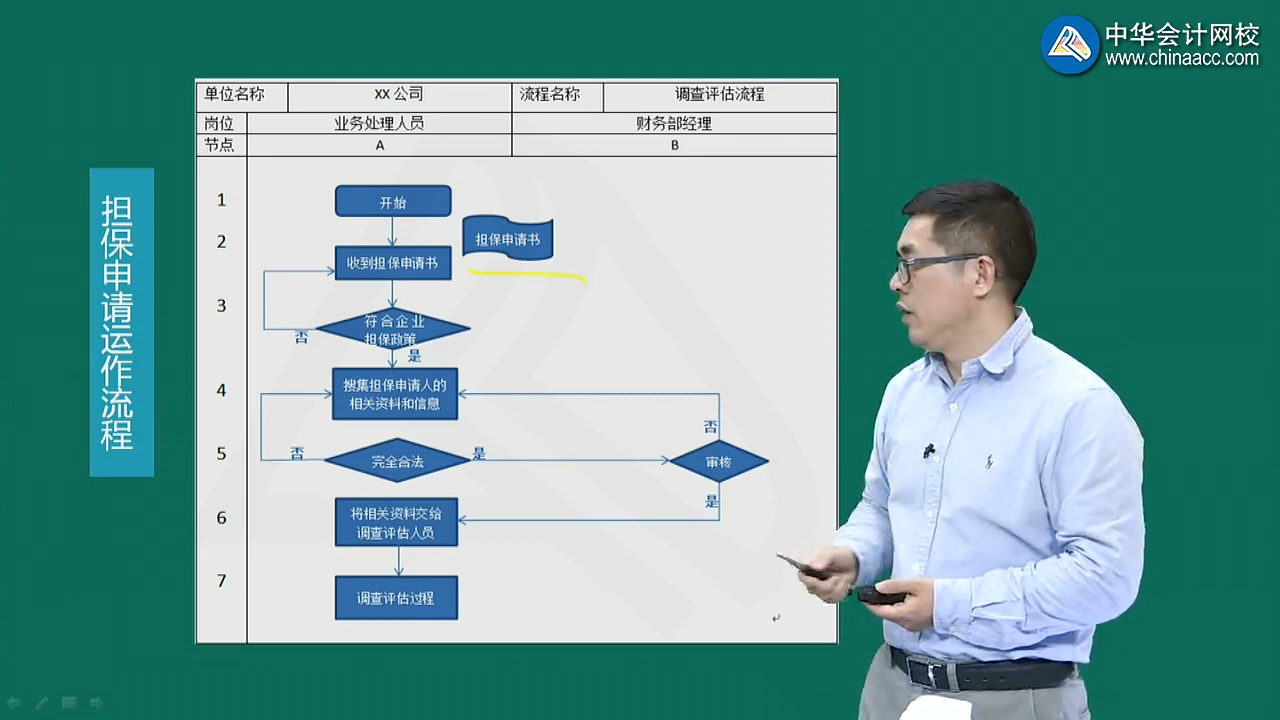 中华会计网校
www.chinaacc.com
担保申请运作流程
单位名称 XX 公司 流程名称 调查评估流程
岗位 业务处理人员 财务部经理
节点 A B
1
开始
2
担保申请书
收到担保申请书
3
符合企业
担保政策
否
是
4
搜集担保申请人的
相关资料和信息
否
5
否
完全合法
是
审核
是
6
将相关资料交给
调查评估人员
7
调查评估过程